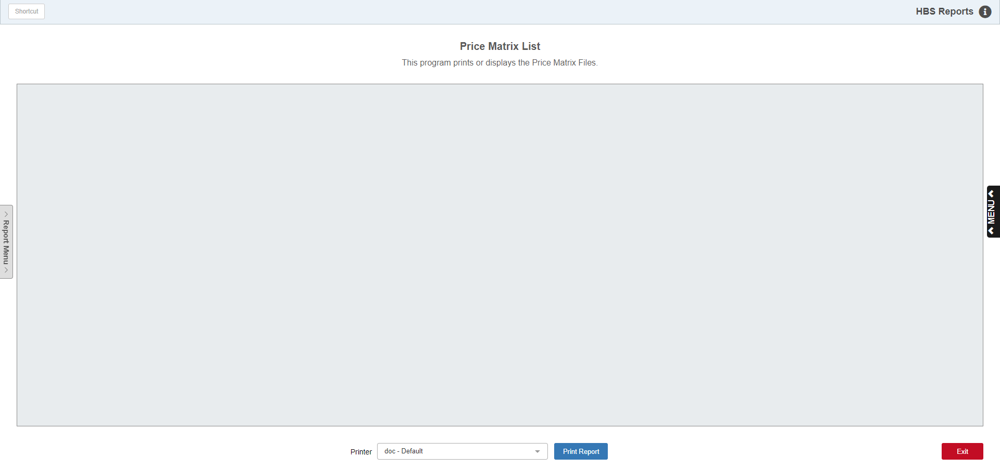 Shortcut
HBS Reports
Price Matrix List
This program prints or displays the Price Matrix Files.
Report Menu
MENU
Printer
doc - Default
Print Report
Exit